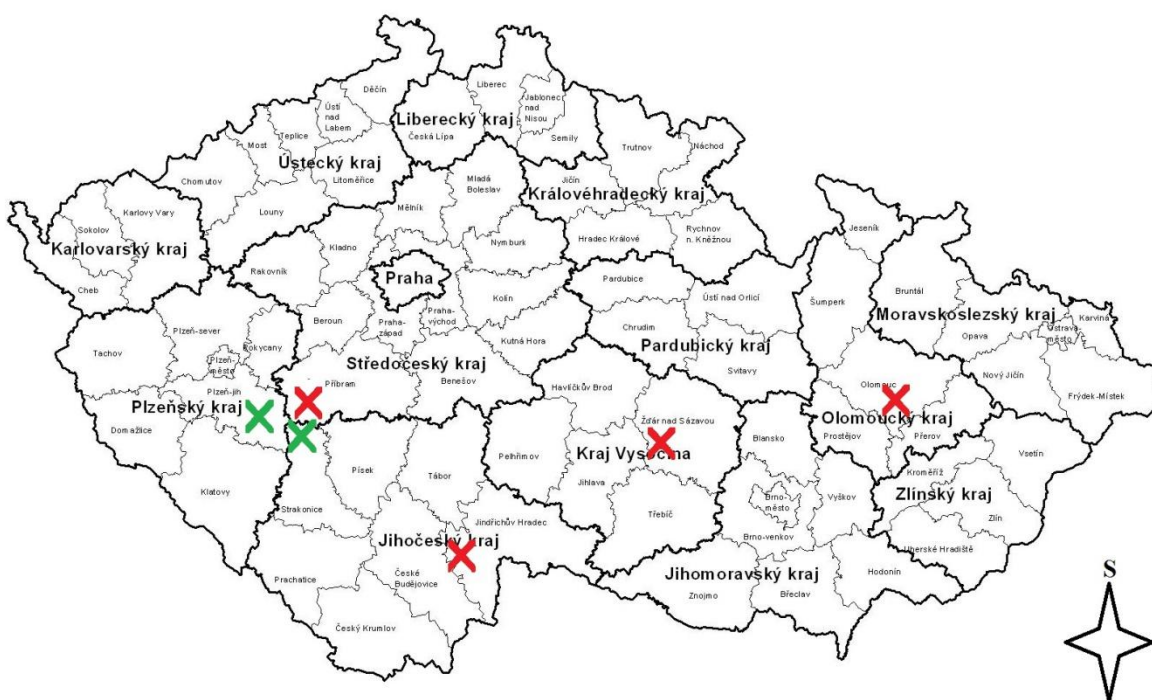 Děčín
Liberec
Ústí
nad
Labem
Jablonec
nad
Nisou
Liberecký kraj
Teplice
Česká Lípa
Semily
Most
Ústecký kraj
Trutnov
Náchod
Chomutov
Litoměřice
Mladá
Boleslav
Jičín
Královéhradecký kraj
Karlovy Vary
Louny
Mělník
Sokolov
Karlovarský kraj
Kladno
Nymburk
Hradec Králové
Rychnov
n. Kněžnou
Jeseník
Rakovník
Praha
Cheb
Pardubice
Bruntál
Kolín
Ústí nad Orlicí
Šumperk
Moravskoslezský kraj
Karviná
Ostrava-
město
Opava
Plzeň-sever
Beroun
Praha-
západ
Praha-
východ
Chrudim
Pardubický kraj
Rokycany
Tachov
Kutná Hora
Plzeň-
město
Středočeský kraj
Svitavy
Nový Jičín
Příbram
Benešov
Plzeň-jih
Havlíčkův Brod
Olomouc
Frýdek-Místek
Plzeňský kraj
Olomoucký kraj
Žďár nad Sázavou
Domažlice
Prostějov
Přerov
Blansko
Kraj Vysočina
Pelhřimov
Vsetín
Písek
Tábor
Kroměříž
Klatovy
Jihlava
Zlínský kraj
Brno-
město
Vyškov
Strakonice
Třebíč
Zlín
Jindřichův Hradec
Jihočeský kraj
Brno-venkov
Uherské Hradiště
Prachatice
České
Budějovice
Jihomoravský kraj
Hodonín
Znojmo
Břeclav
Český Krumlov
S